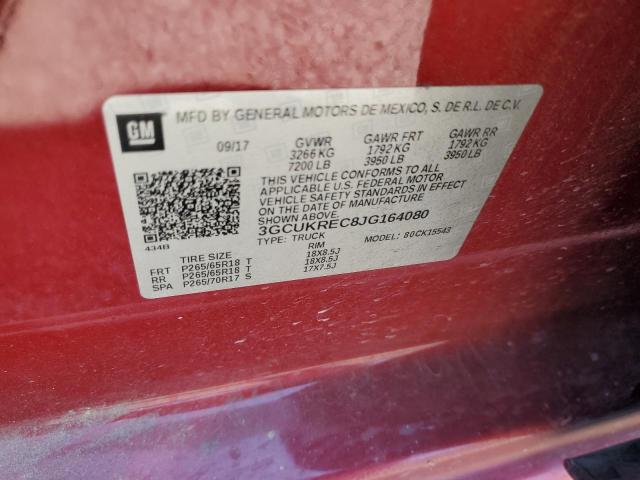 GM
MFD BY GENERAL MOTORS DE MEXICO, S. DE R.L. DE C.V.
09/17 GVWR GAWR FRT GAWR RR
3266 KG 1792 KG 1792 KG
7200 LB 3950 LB 3950 LB
THIS VEHICLE CONFORMS TO ALL
APPLICABLE U.S. FEDERAL MOTOR
VEHICLE SAFETY STANDARDS IN EFFECT
ON THE DATE OF MANUFACTURE
SHOWN ABOVE.
3GCUKREC8JG164080
TYPE: TRUCK MODEL: 80CK15543
434B
TIRE SIZE RIM
FRT P265/65R18 T 18X8.5J
RR P265/65R18 T 18X8.5J
SPA P265/70R17 S 17X7.5J